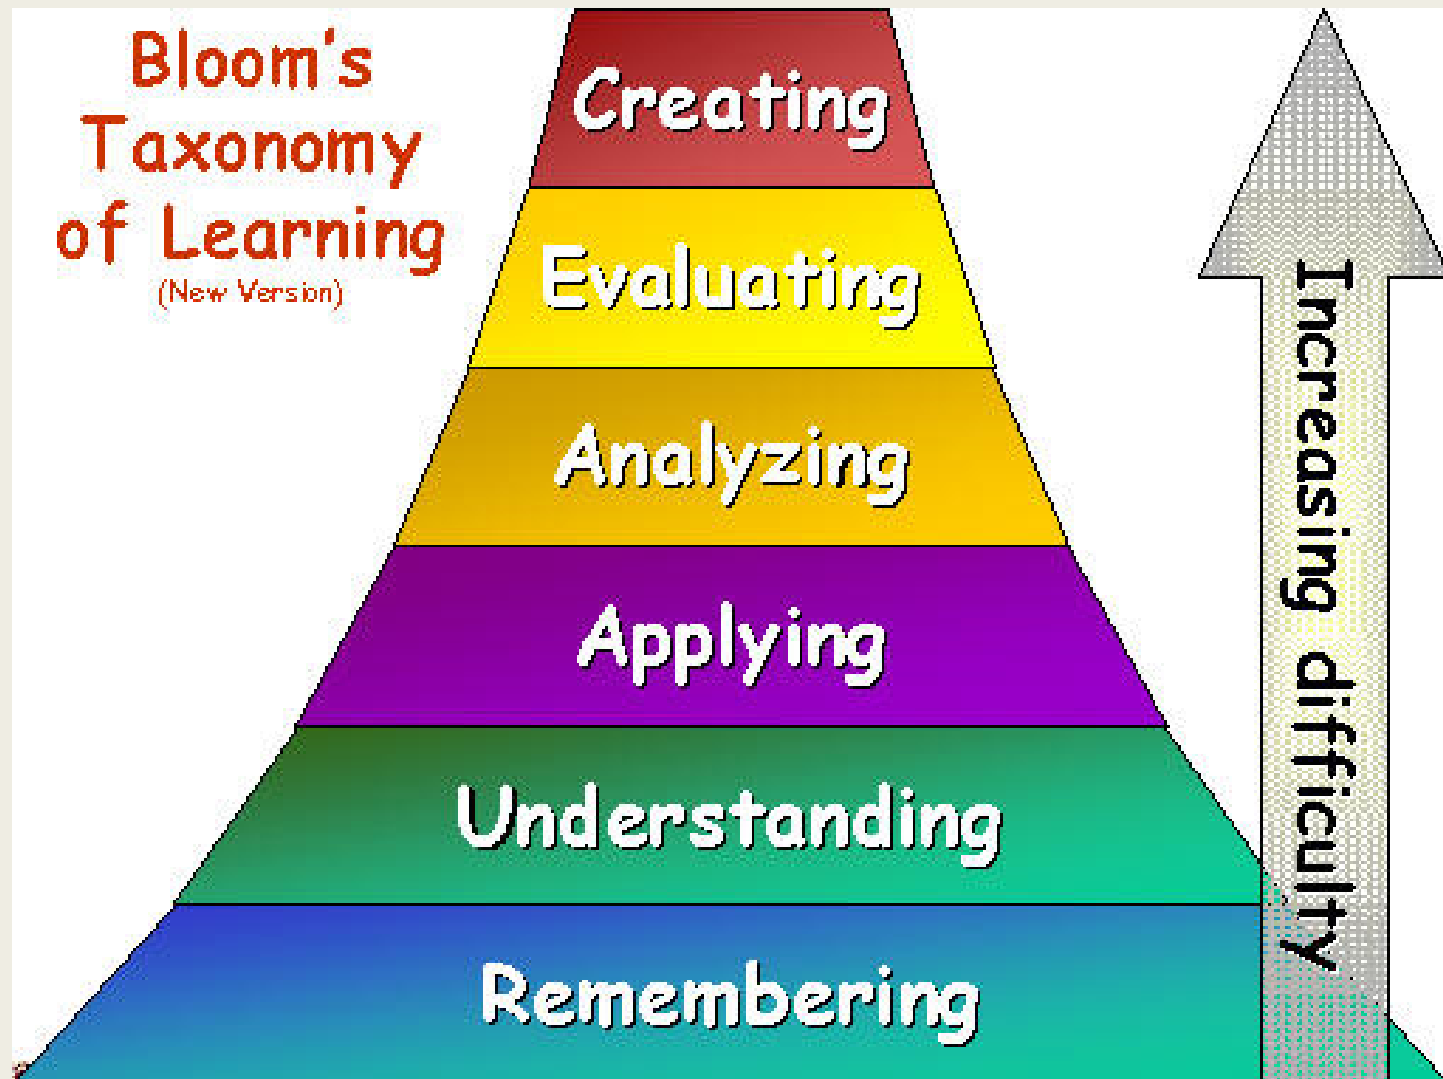 Bloom's
Taxonomy
of Learning
(New Version)
Creating
Evaluating
Analyzing
Applying
Understanding
Remembering
Increasing difficulty